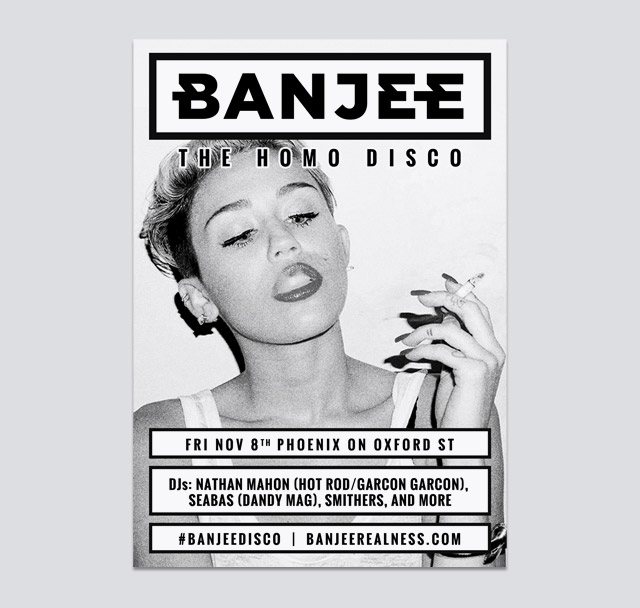 BANJEE
THE HOMO DISCO
FRI NOV 8TH PHOENIX ON OXFORD ST
DJs: NATHAN MAHON (HOT ROD/GARCON GARCON),
SEABAS (DANDY MAG), SMITHERS, AND MORE
#BANJEEDISCO | BANJEEREALNESS.COM